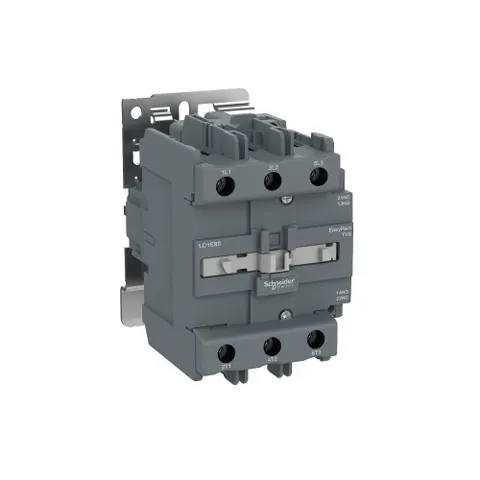 1L1 3L2 5L3
21NC
13NO
LC1E80
EasyPact
TVS
Schneider
Electric
14NO
22NC
2T1 4T2 6T3